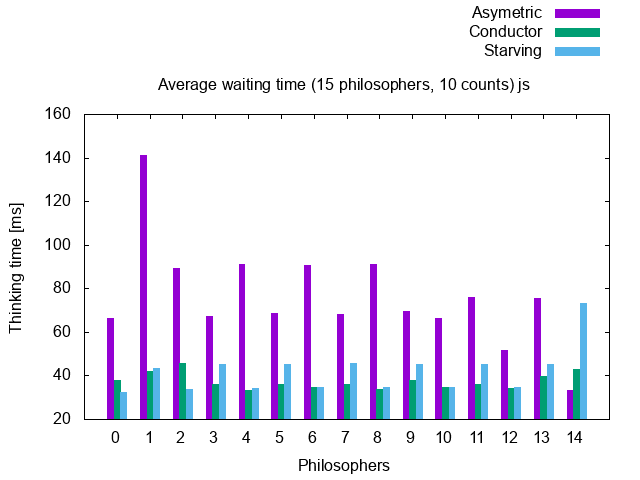 Asymetric
Conductor
Starving
Average waiting time (15 philosophers, 10 counts) js
160
140
120
100
80
60
40
20
Thinking time [ms]
0 1 2 3 4 5 6 7 8 9 10 11 12 13 14
Philosophers